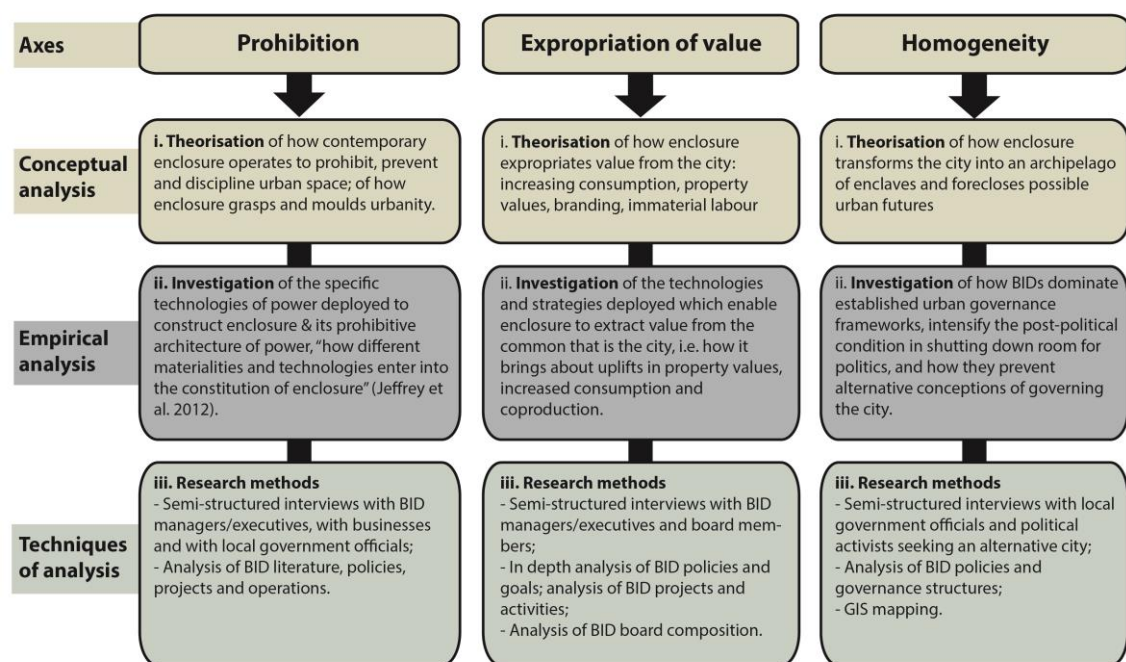 Axes
Prohibition
Expropriation of value
Homogeneity
Conceptual
analysis
i. Theorisation of how contemporary
enclosure operates to prohibit, prevent
and discipline urban space; of how
enclosure grasps and moulds urbanity.
i. Theorisation of how enclosure
expropriates value from the city:
increasing consumption, property
values, branding, immaterial labour
i. Theorisation of how enclosure
transforms the city into an archipelago
of enclaves and forecloses possible
urban futures
Empirical
analysis
ii. Investigation of the specific
technologies of power deployed to
construct enclosure & its prohibitive
architecture of power, “how different
materialities and technologies enter into
the constitution of enclosure” (Jeffrey et
al. 2012).
ii. Investigation of the technologies
and strategies deployed which enable
enclosure to extract value from the
common that is the city, i.e. how it
brings about uplifts in property values,
increased consumption and
coproduction.
ii. Investigation of how BIDs dominate
established urban governance
frameworks, intensify the post-political
condition in shutting down room for
politics, and how they prevent
alternative conceptions of governing
the city.
Techniques
of analysis
iii. Research methods
- Semi-structured interviews with BID
managers/executives, with businesses
and with local government officials;
- Analysis of BID literature, policies,
projects and operations.
iii. Research methods
- Semi-structured interviews with BID
managers/executives and board mem-
bers;
- In depth analysis of BID policies and
goals; analysis of BID projects and
activities;
- Analysis of BID board composition.
iii. Research methods
- Semi-structured interviews with local
government officials and political
activists seeking an alternative city;
- Analysis of BID policies and
governance structures;
- GIS mapping.